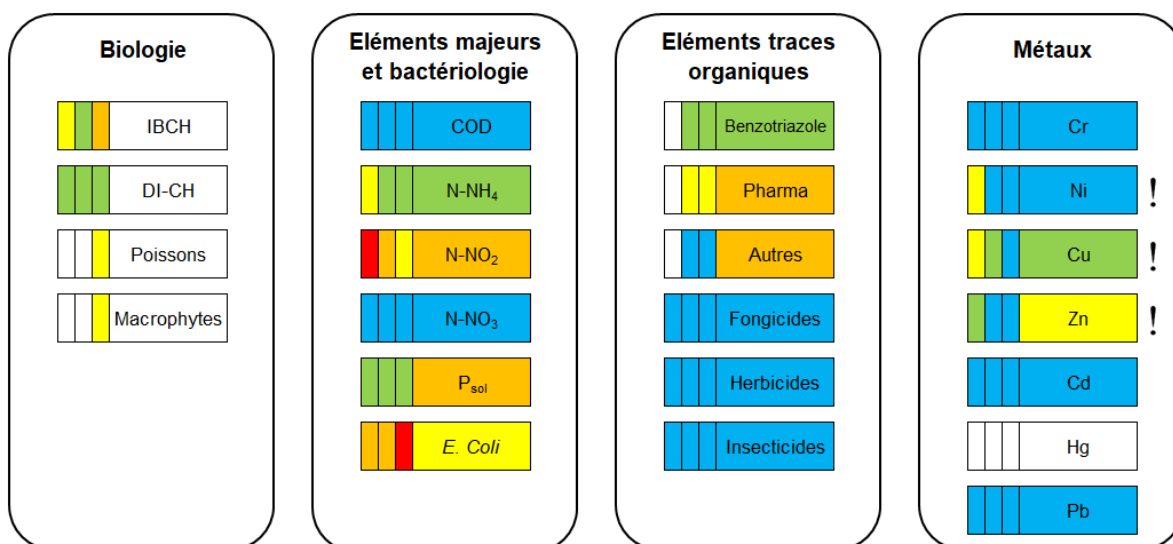 Biologie
IBCH
DI-CH
Poissons
Macrophytes
Eléments majeurs
et bactériologie
COD
N-NH₄
N-NO₂
N-NO₃
Psol
E. Coli
Eléments traces
organiques
Benzotriazole
Pharma
Autres
Fongicides
Herbicides
Insecticides
Métaux
Cr
Ni !
Cu !
Zn !
Cd
Hg
Pb